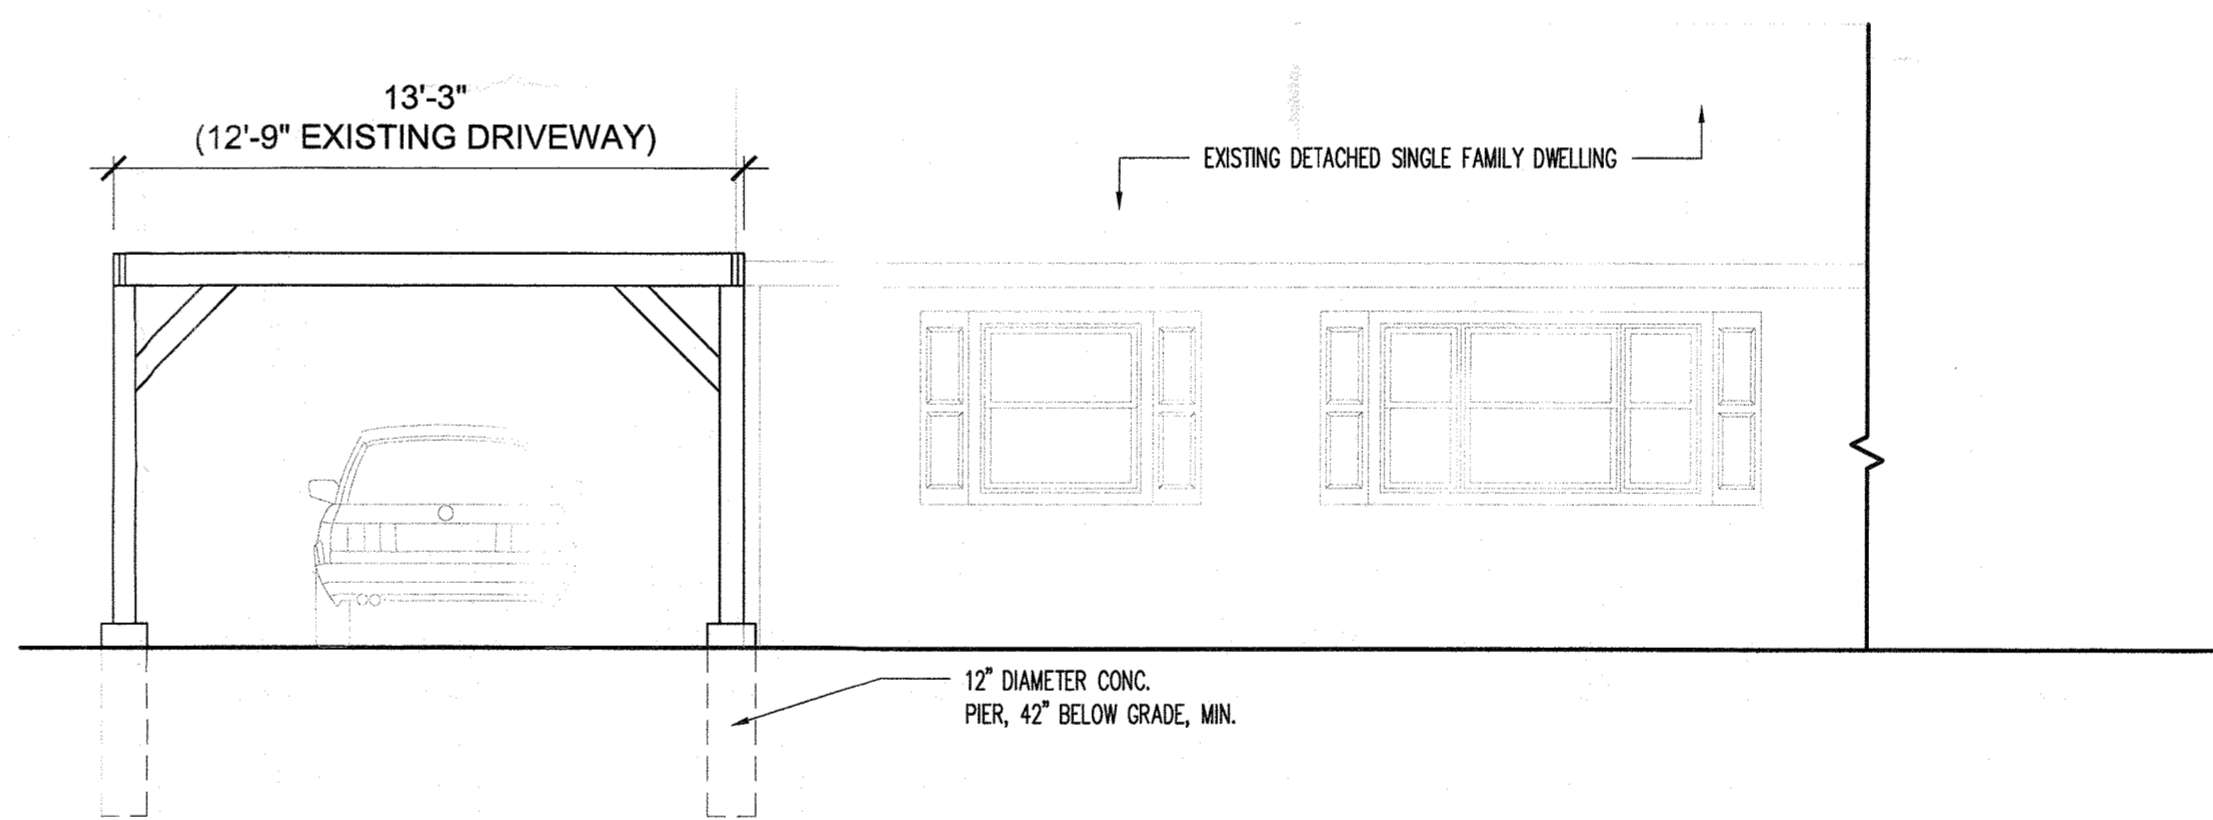 13'-3"
(12'-9" EXISTING DRIVEWAY)
EXISTING DETACHED SINGLE FAMILY DWELLING
12" DIAMETER CONC.
PIER, 42" BELOW GRADE, MIN.